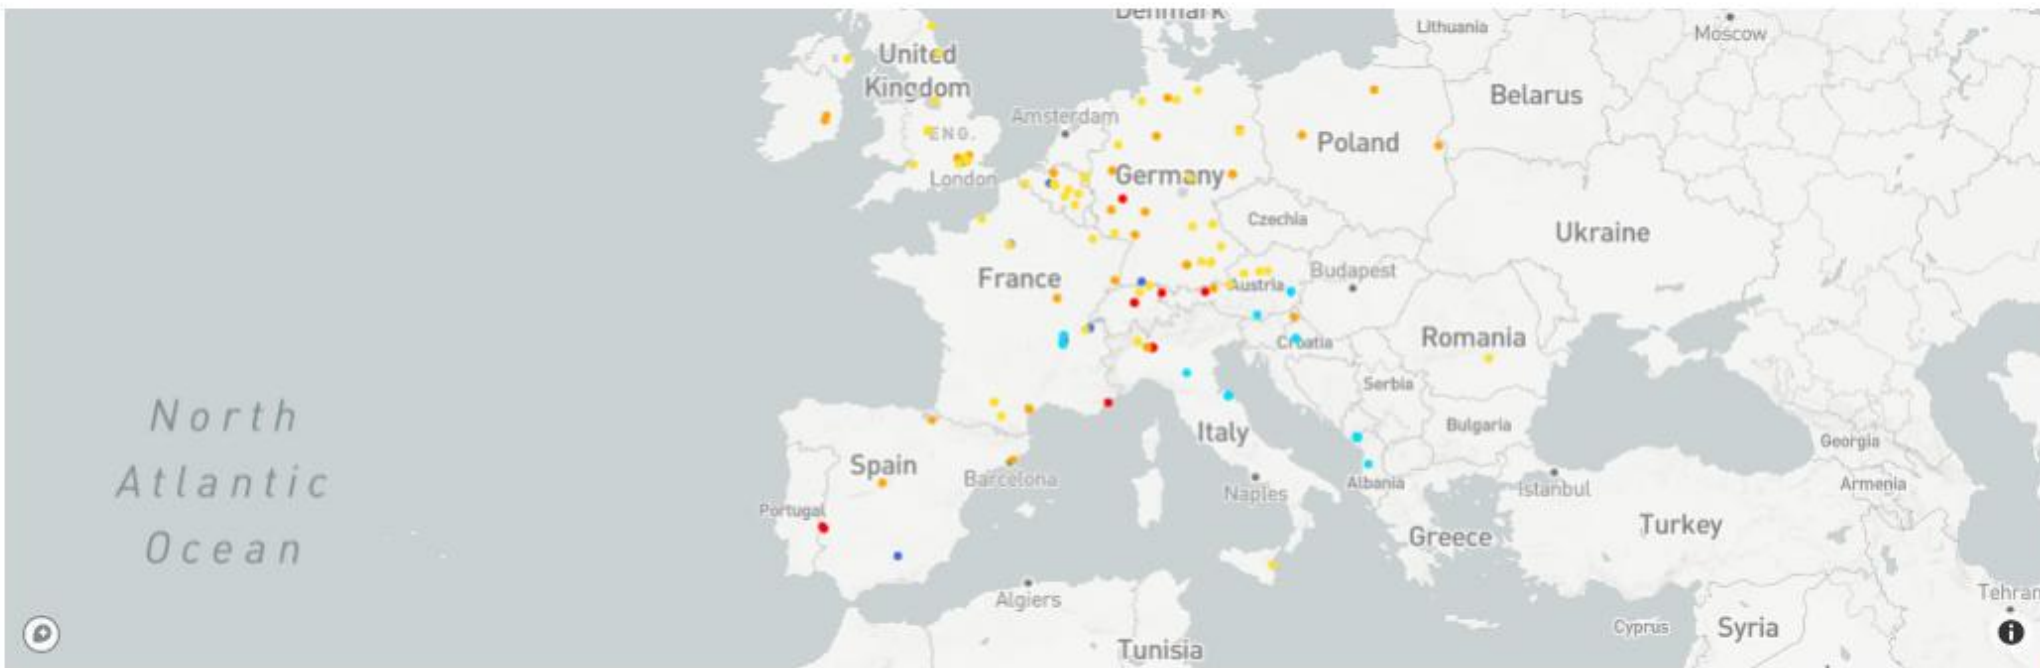 Denmark
Lithuania
Moscow
United
Kingdom
Belarus
Amsterdam
ENG.
Poland
London
Germany
Czechia
Ukraine
France
Budapest
Austria
Romania
Croatia
Serbia
North
Atlantic
Ocean
Italy
Bulgaria
Georgia
Spain
Barcelona
Naples
Albania
Istanbul
Armenia
Portugal
Greece
Turkey
Algiers
Tehran
Cyprus
Syria
Tunisia
i